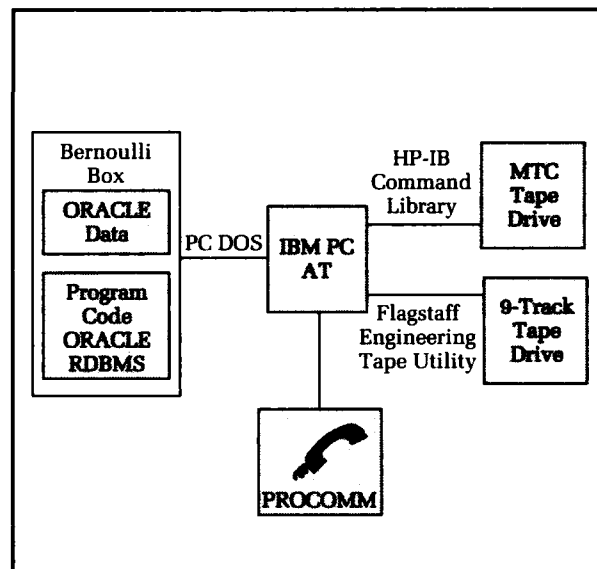 Bernoulli
Box
ORACLE
Data
Program
Code
ORACLE
RDBMS
PC DOS
IBM PC
AT
HP-IB
Command
Library
MTC
Tape
Drive
Flagstaff
Engineering
Tape Utility
9-Track
Tape
Drive
PROCOMM